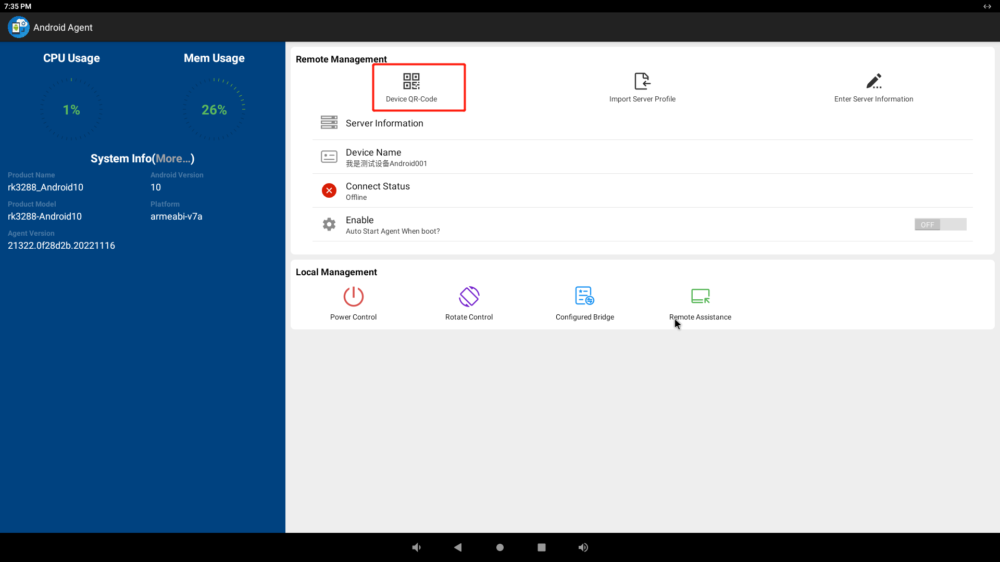 7:35 PM
Android Agent
CPU Usage
Mem Usage
1%
26%
System Info(More...)
Product Name
Android Version
rk3288_Android10
10
Product Model
Platform
rk3288-Android10
armeabi-v7a
Agent Version
21322.0f28d2b.20221116
Remote Management
Device QR-Code
Import Server Profile
Enter Server Information
Server Information
Device Name
我是测试设备Android001
Connect Status
Offline
Enable
Auto Start Agent When boot?
OFF
Local Management
Power Control
Rotate Control
Configured Bridge
Remote Assistance